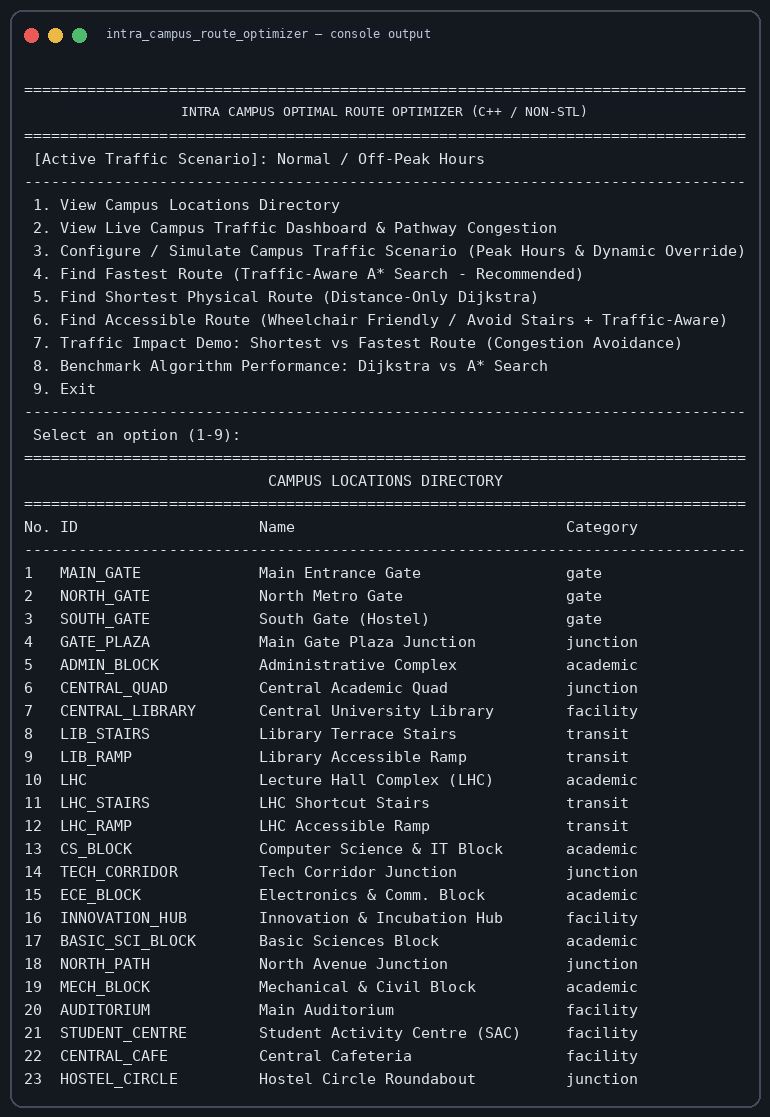 intra_campus_route_optimizer — console output
================================================================================
INTRA CAMPUS OPTIMAL ROUTE OPTIMIZER (C++ / NON-STL)
================================================================================
[Active Traffic Scenario]: Normal / Off-Peak Hours
--------------------------------------------------------------------------------
1. View Campus Locations Directory
2. View Live Campus Traffic Dashboard & Pathway Congestion
3. Configure / Simulate Campus Traffic Scenario (Peak Hours & Dynamic Override)
4. Find Fastest Route (Traffic-Aware A* Search - Recommended)
5. Find Shortest Physical Route (Distance-Only Dijkstra)
6. Find Accessible Route (Wheelchair Friendly / Avoid Stairs + Traffic-Aware)
7. Traffic Impact Demo: Shortest vs Fastest Route (Congestion Avoidance)
8. Benchmark Algorithm Performance: Dijkstra vs A* Search
9. Exit
--------------------------------------------------------------------------------
Select an option (1-9):
================================================================================
CAMPUS LOCATIONS DIRECTORY
================================================================================
No. ID                    Name                              Category
--------------------------------------------------------------------------------
1   MAIN_GATE             Main Entrance Gate                gate
2   NORTH_GATE            North Metro Gate                  gate
3   SOUTH_GATE            South Gate (Hostel)               gate
4   GATE_PLAZA            Main Gate Plaza Junction          junction
5   ADMIN_BLOCK           Administrative Complex            academic
6   CENTRAL_QUAD          Central Academic Quad             junction
7   CENTRAL_LIBRARY       Central University Library        facility
8   LIB_STAIRS            Library Terrace Stairs            transit
9   LIB_RAMP              Library Accessible Ramp           transit
10  LHC                   Lecture Hall Complex (LHC)        academic
11  LHC_STAIRS            LHC Shortcut Stairs               transit
12  LHC_RAMP              LHC Accessible Ramp               transit
13  CS_BLOCK              Computer Science & IT Block       academic
14  TECH_CORRIDOR         Tech Corridor Junction            junction
15  ECE_BLOCK             Electronics & Comm. Block         academic
16  INNOVATION_HUB        Innovation & Incubation Hub       facility
17  BASIC_SCI_BLOCK       Basic Sciences Block              academic
18  NORTH_PATH            North Avenue Junction             junction
19  MECH_BLOCK            Mechanical & Civil Block          academic
20  AUDITORIUM            Main Auditorium                   facility
21  STUDENT_CENTRE        Student Activity Centre (SAC)     facility
22  CENTRAL_CAFE          Central Cafeteria                 facility
23  HOSTEL_CIRCLE         Hostel Circle Roundabout          junction